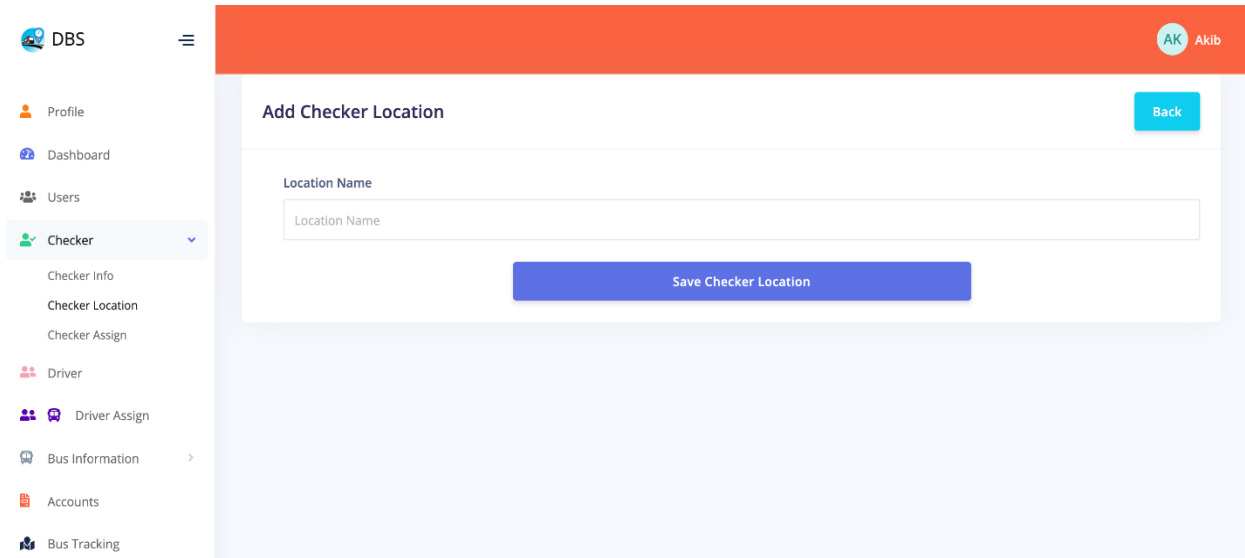 DBS
AK Akib
Profile
Dashboard
Users
Checker
Checker Info
Checker Location
Checker Assign
Driver
Driver Assign
Bus Information
Accounts
Bus Tracking
Add Checker Location
Back
Location Name
Location Name
Save Checker Location